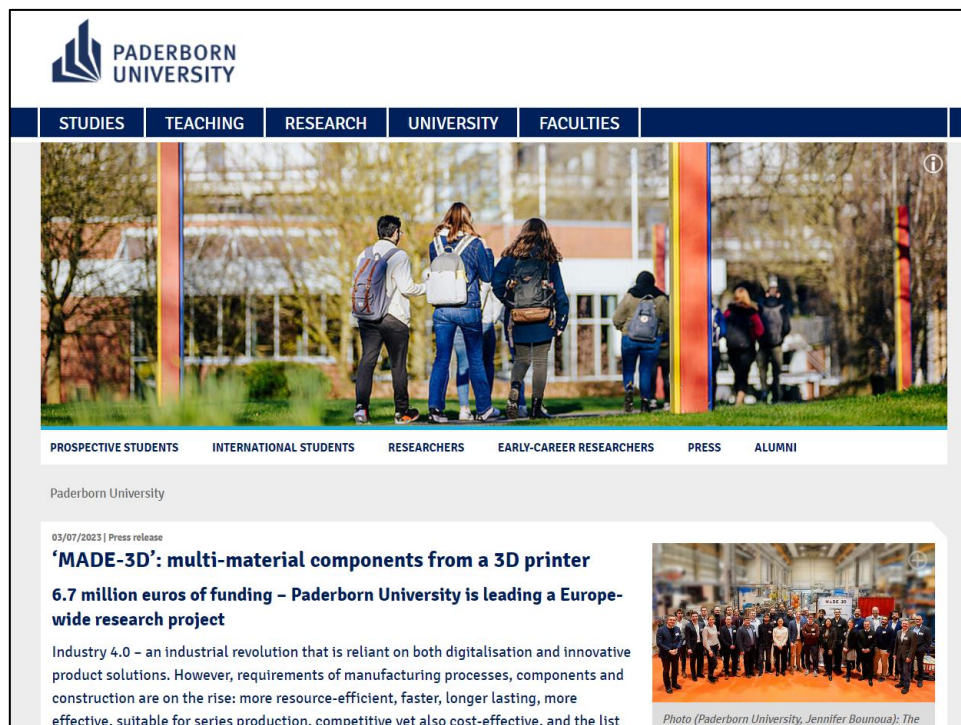 PADERBORN
UNIVERSITY
STUDIES TEACHING RESEARCH UNIVERSITY FACULTIES
PROSPECTIVE STUDENTS INTERNATIONAL STUDENTS RESEARCHERS EARLY-CAREER RESEARCHERS PRESS ALUMNI
Paderborn University
03/07/2023 | Press release
‘MADE-3D’: multi-material components from a 3D printer
6.7 million euros of funding – Paderborn University is leading a Europe-
wide research project
Industry 4.0 – an industrial revolution that is reliant on both digitalisation and innovative
product solutions. However, requirements of manufacturing processes, components and
construction are on the rise: more resource-efficient, faster, longer lasting, more
effective, suitable for series production, competitive yet also cost-effective, and the list
MADE 3D
Photo (Paderborn University, Jennifer Bounoua): The